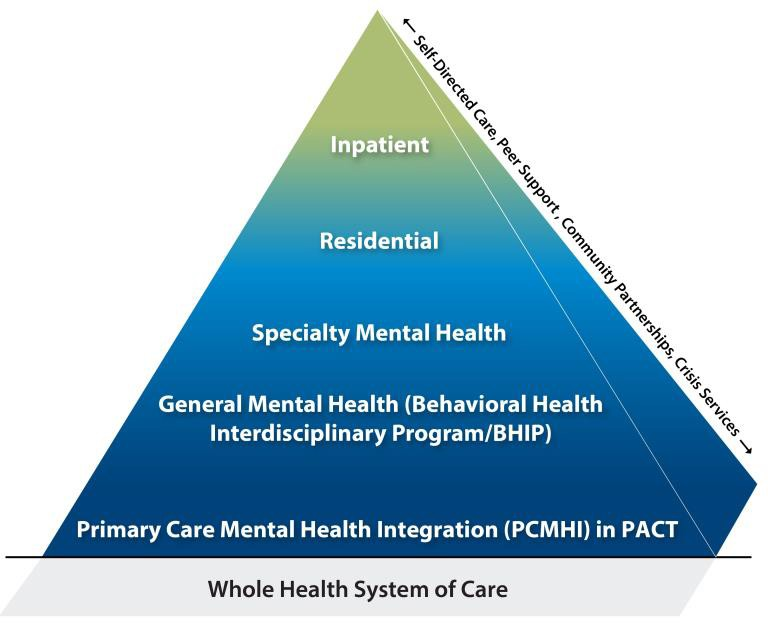 Inpatient
Residential
Specialty Mental Health
General Mental Health (Behavioral Health
Interdisciplinary Program/BHIP)
Primary Care Mental Health Integration (PCMHI) in PACT
Whole Health System of Care
← Self-Directed Care, Peer Support , Community Partnerships, Crisis Services →